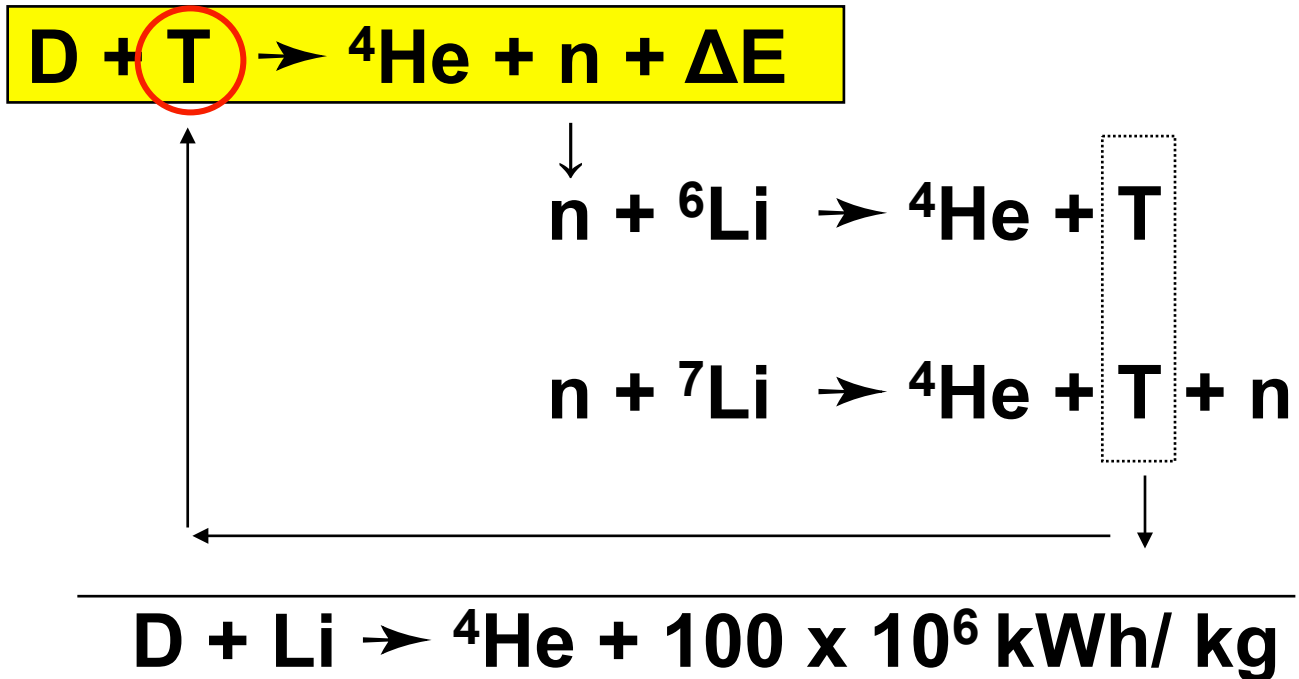 D + T → ⁴He + n + ΔE
n + ⁶Li → ⁴He + T
n + ⁷Li → ⁴He + T + n
D + Li → ⁴He + 100 x 10⁶ kWh/ kg